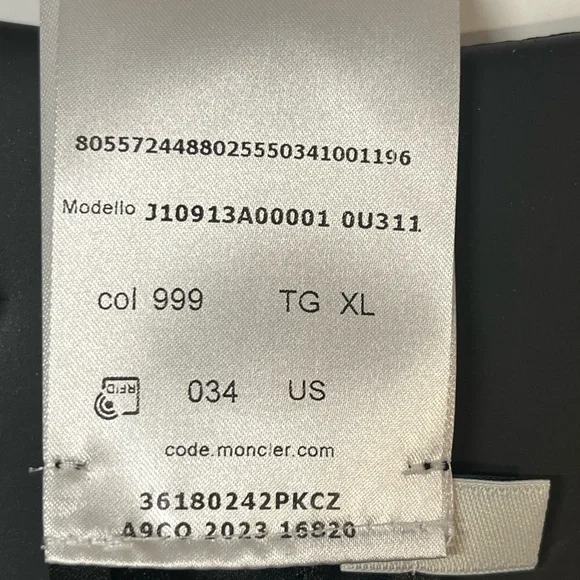 8055724488025550341001196
Modello J10913A00001 0U311
col 999 TG XL
RFID 034 US
code.moncler.com
36180242PKCZ
A9CO 2023 16820